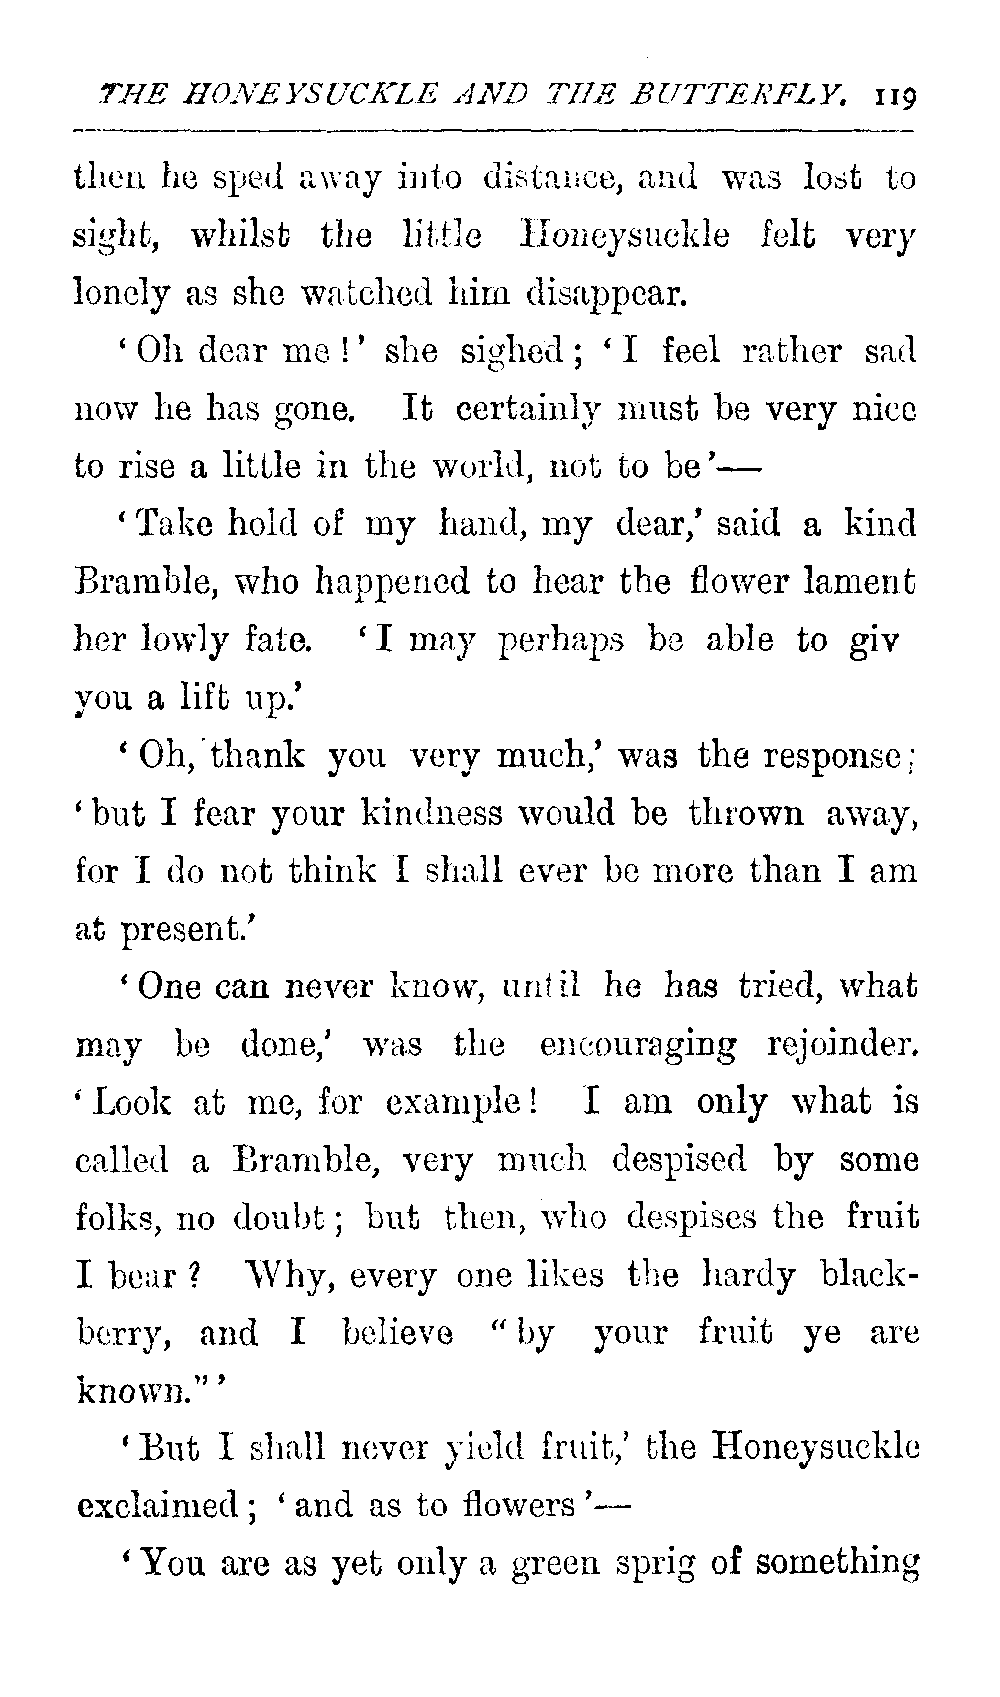 THE HONEYSUCKLE AND THE BUTTERFLY. 119
then he sped away into distance, and was lost to
sight, whilst the little Honeysuckle felt very
lonely as she watched him disappear.
‘Oh dear me!’ she sighed; ‘I feel rather sad
now he has gone. It certainly must be very nice
to rise a little in the world, not to be’—
‘Take hold of my hand, my dear,’ said a kind
Bramble, who happened to hear the flower lament
her lowly fate. ‘I may perhaps be able to giv
you a lift up.’
‘Oh, thank you very much,’ was the response;
‘but I fear your kindness would be thrown away,
for I do not think I shall ever be more than I am
at present.’
‘One can never know, until he has tried, what
may be done,’ was the encouraging rejoinder.
‘Look at me, for example! I am only what is
called a Bramble, very much despised by some
folks, no doubt; but then, who despises the fruit
I bear? Why, every one likes the hardy black-
berry, and I believe “by your fruit ye are
known.”’
‘But I shall never yield fruit,’ the Honeysuckle
exclaimed; ‘and as to flowers’—
‘You are as yet only a green sprig of something